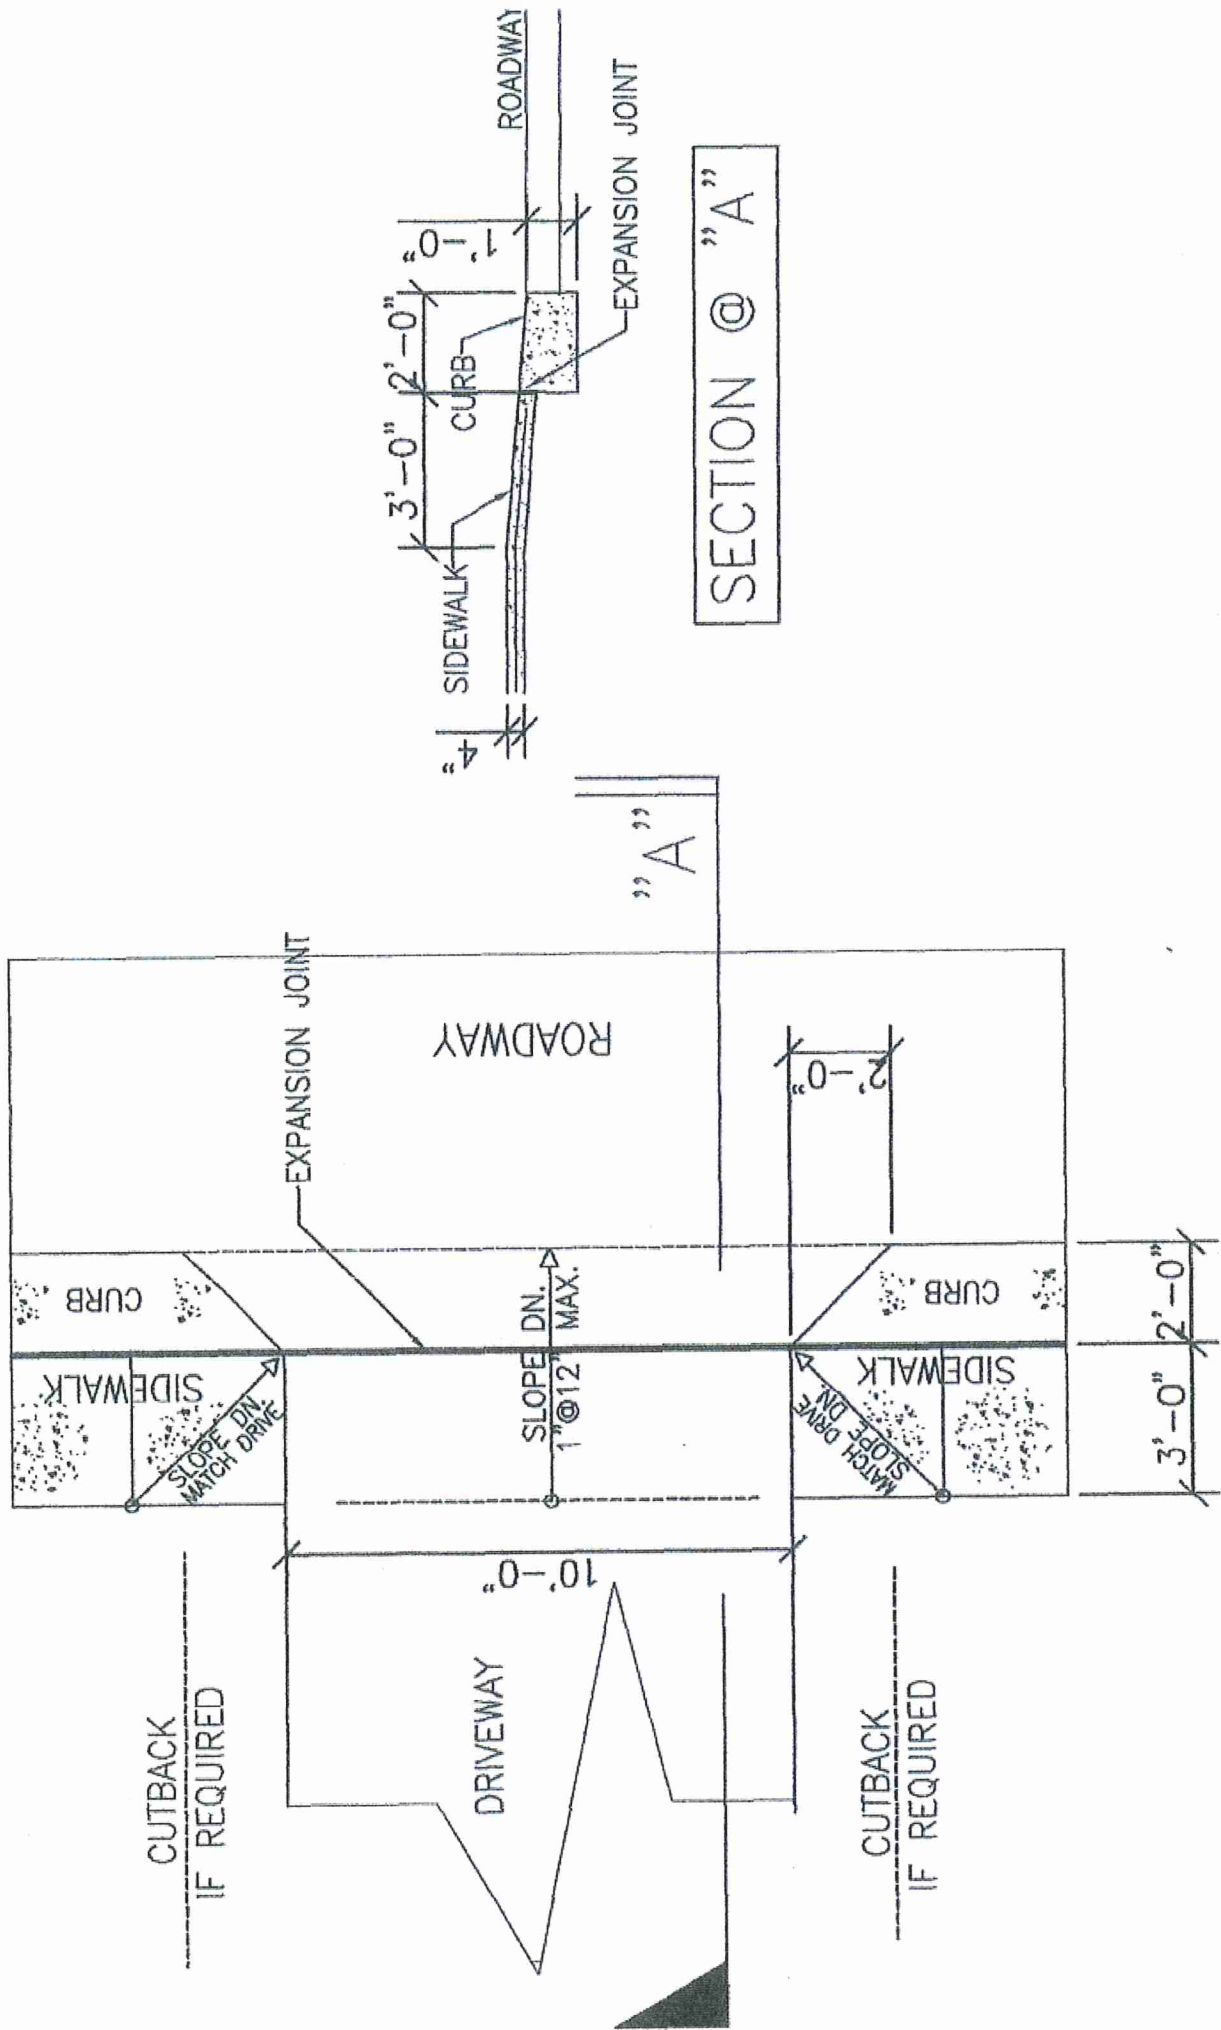 CUTBACK
IF REQUIRED
DRIVEWAY
10'-0"
CUTBACK
IF REQUIRED
SIDEWALK
SLOPE DN.
MATCH DRIVE
CURB
SLOPE DN.
1"@12" MAX.
EXPANSION JOINT
ROADWAY
MATCH DRIVE
SLOPE DN.
SIDEWALK
CURB
2'-0"
3'-0"
2'-0"
"A"
4"
SIDEWALK
3'-0"
2'-0"
CURB
1'-0"
ROADWAY
EXPANSION JOINT
SECTION @ "A"